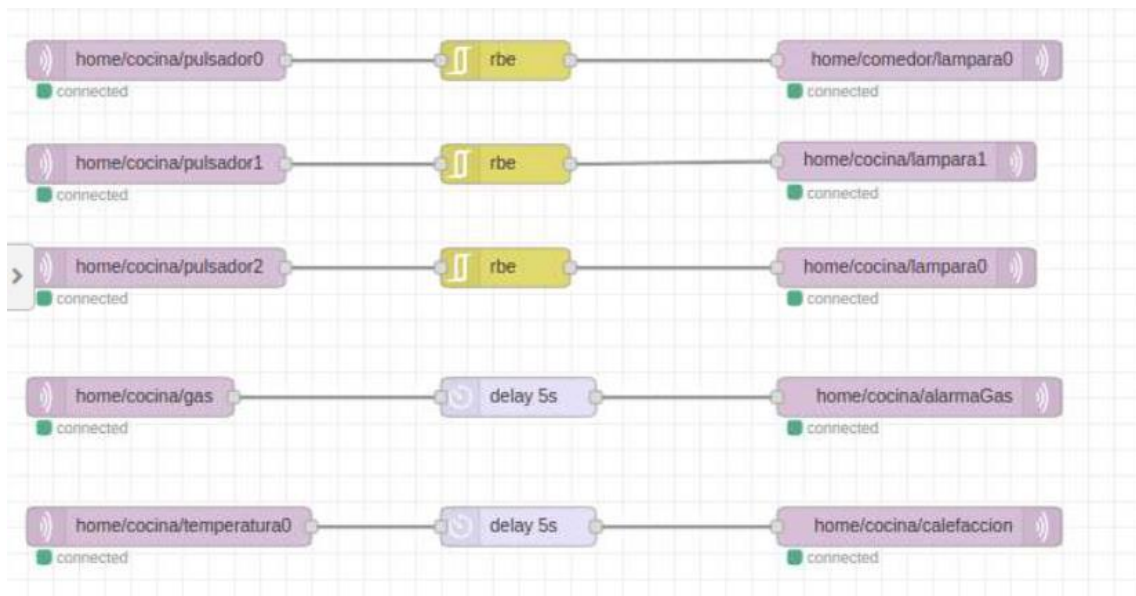 home/cocina/pulsador0
rbe
home/comedor/lampara0
connected
connected
home/cocina/pulsador1
rbe
home/cocina/lampara1
connected
connected
home/cocina/pulsador2
rbe
home/cocina/lampara0
connected
connected
home/cocina/gas
delay 5s
home/cocina/alarmaGas
connected
connected
home/cocina/temperatura0
delay 5s
home/cocina/calefaccion
connected
connected